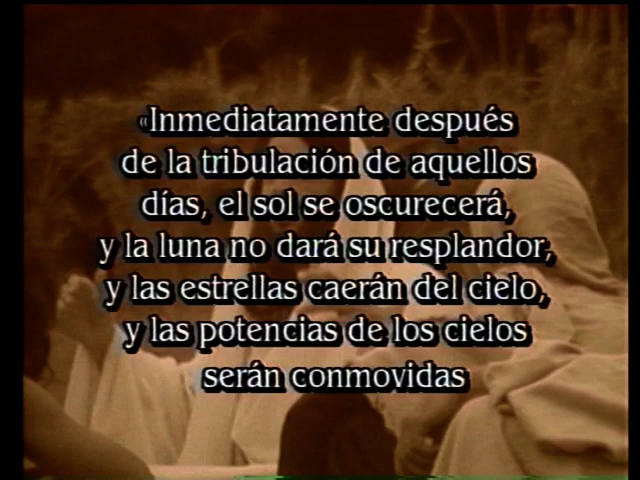 «Inmediatamente después
de la tribulación de aquellos
días, el sol se oscurecerá,
y la luna no dará su resplandor,
y las estrellas caerán del cielo,
y las potencias de los cielos
serán conmovidas